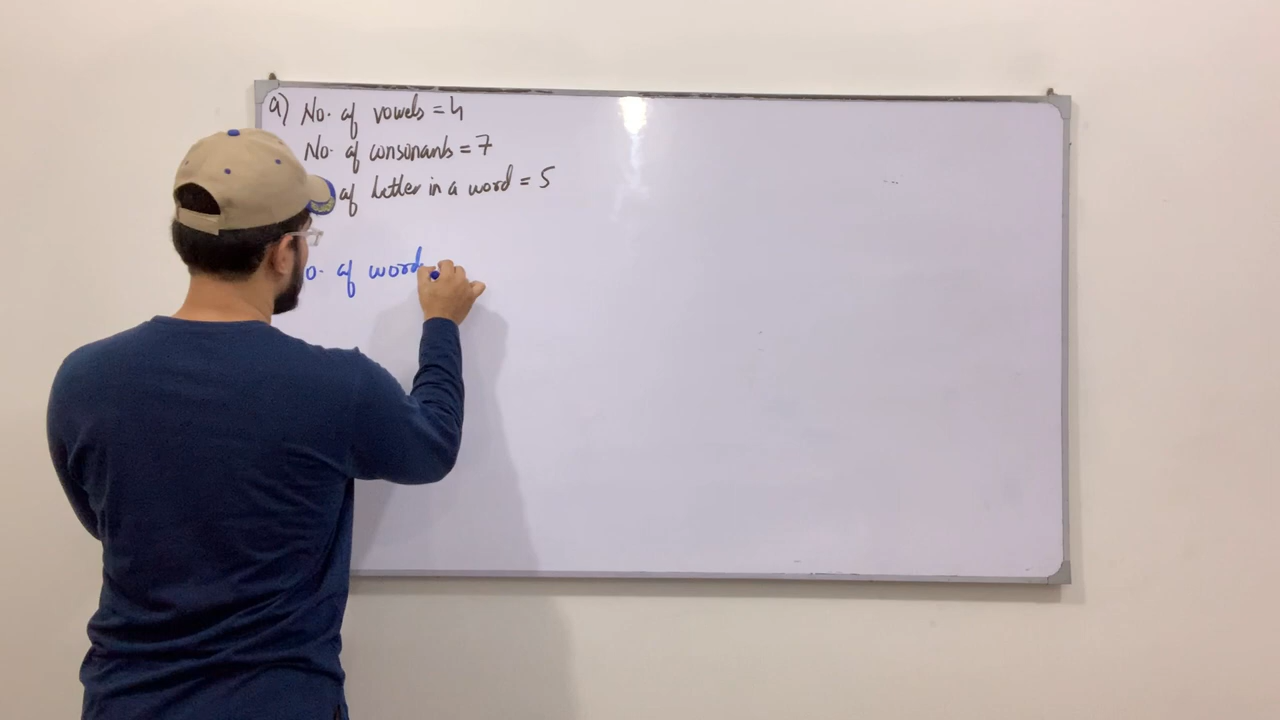 a) No. of vowels = 4
No. of consonants = 7
of letter in a word = 5
o. of word